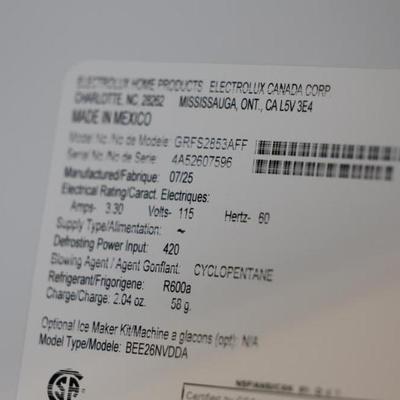 ELECTROLUX HOME PRODUCTS ELECTROLUX CANADA CORP
CHARLOTTE, NC 28262 MISSISSAUGA, ONT., CA L5V 3E4
MADE IN MEXICO
Model No./No de Modele: GRFS2853AFF
Serial No./No de Serie: 4A52607596
Manufactured/Fabrique: 07/25
Electrical Rating/Caract. Electriques:
Amps- 3.30 Volts- 115 Hertz- 60
Supply Type/Alimentation: ~
Defrosting Power Input: 420
Blowing Agent / Agent Gonflant: CYCLOPENTANE
Refrigerant/Frigorigene: R600a
Charge/Charge: 2.04 oz. 58 g.
Optional Ice Maker Kit/Machine a glacons (opt): N/A
Model Type/Modele: BEE26NVDDA